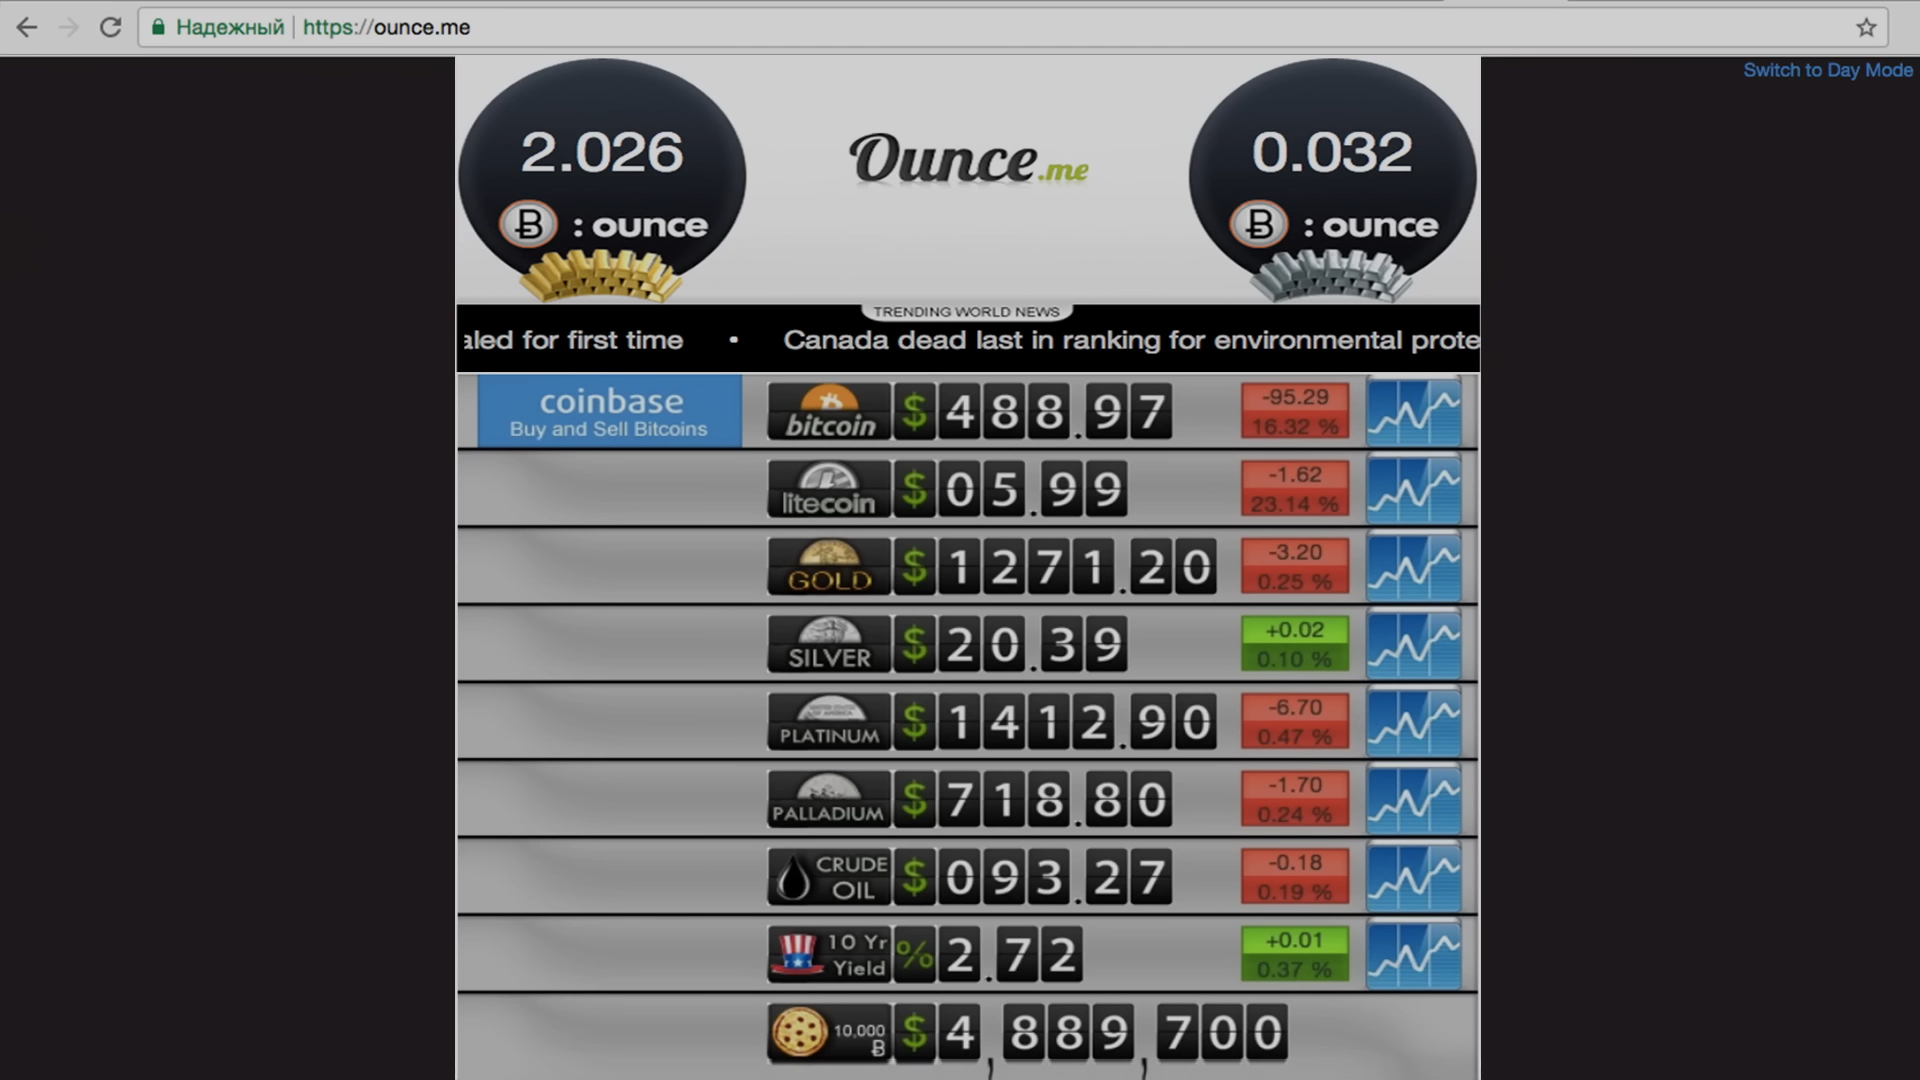 Надежный | https://ounce.me
Switch to Day Mode
2.026
Ƀ : ounce
Ounce.me
0.032
Ƀ : ounce
TRENDING WORLD NEWS
aled for first time • Canada dead last in ranking for environmental prote
coinbase
Buy and Sell Bitcoins
bitcoin $ 488.97
-95.29
16.32 %
litecoin $ 05.99
-1.62
23.14 %
GOLD $ 1271.20
-3.20
0.25 %
SILVER $ 20.39
+0.02
0.10 %
PLATINUM $ 1412.90
-6.70
0.47 %
PALLADIUM $ 718.80
-1.70
0.24 %
CRUDE
OIL $ 093.27
-0.18
0.19 %
10 Yr
Yield % 2.72
+0.01
0.37 %
10,000
Ƀ $ 4,889,700